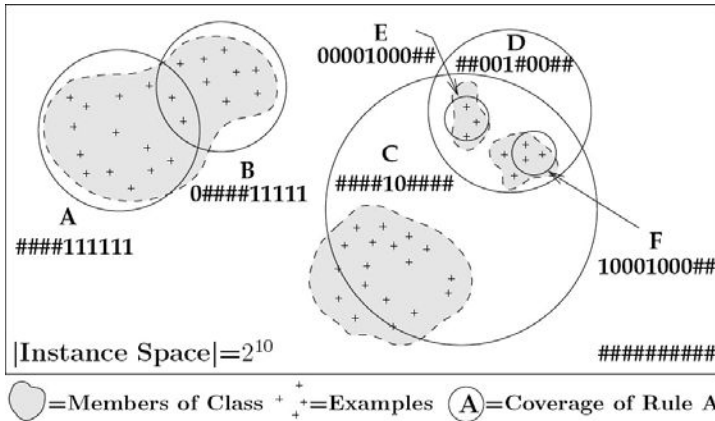 E
00001000##
D
##001#00##
C
####10####
B
0####11111
A
####111111
F
10001000##
|Instance Space|=2^10
##########
=Members of Class + =Examples A =Coverage of Rule A